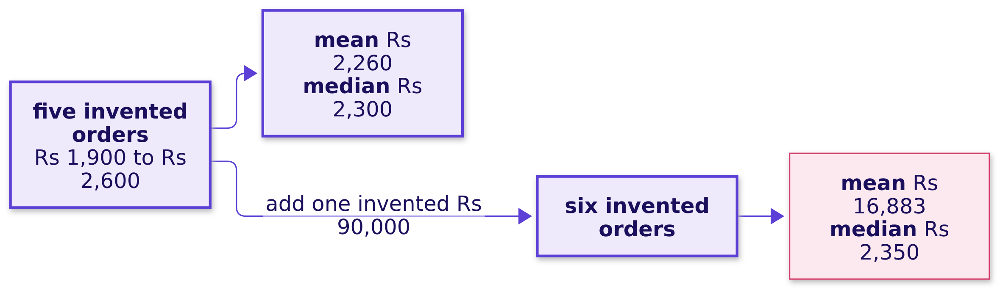 five invented
orders
Rs 1,900 to Rs
2,600
mean Rs
2,260
median Rs
2,300
add one invented Rs
90,000
six invented
orders
mean Rs
16,883
median Rs
2,350